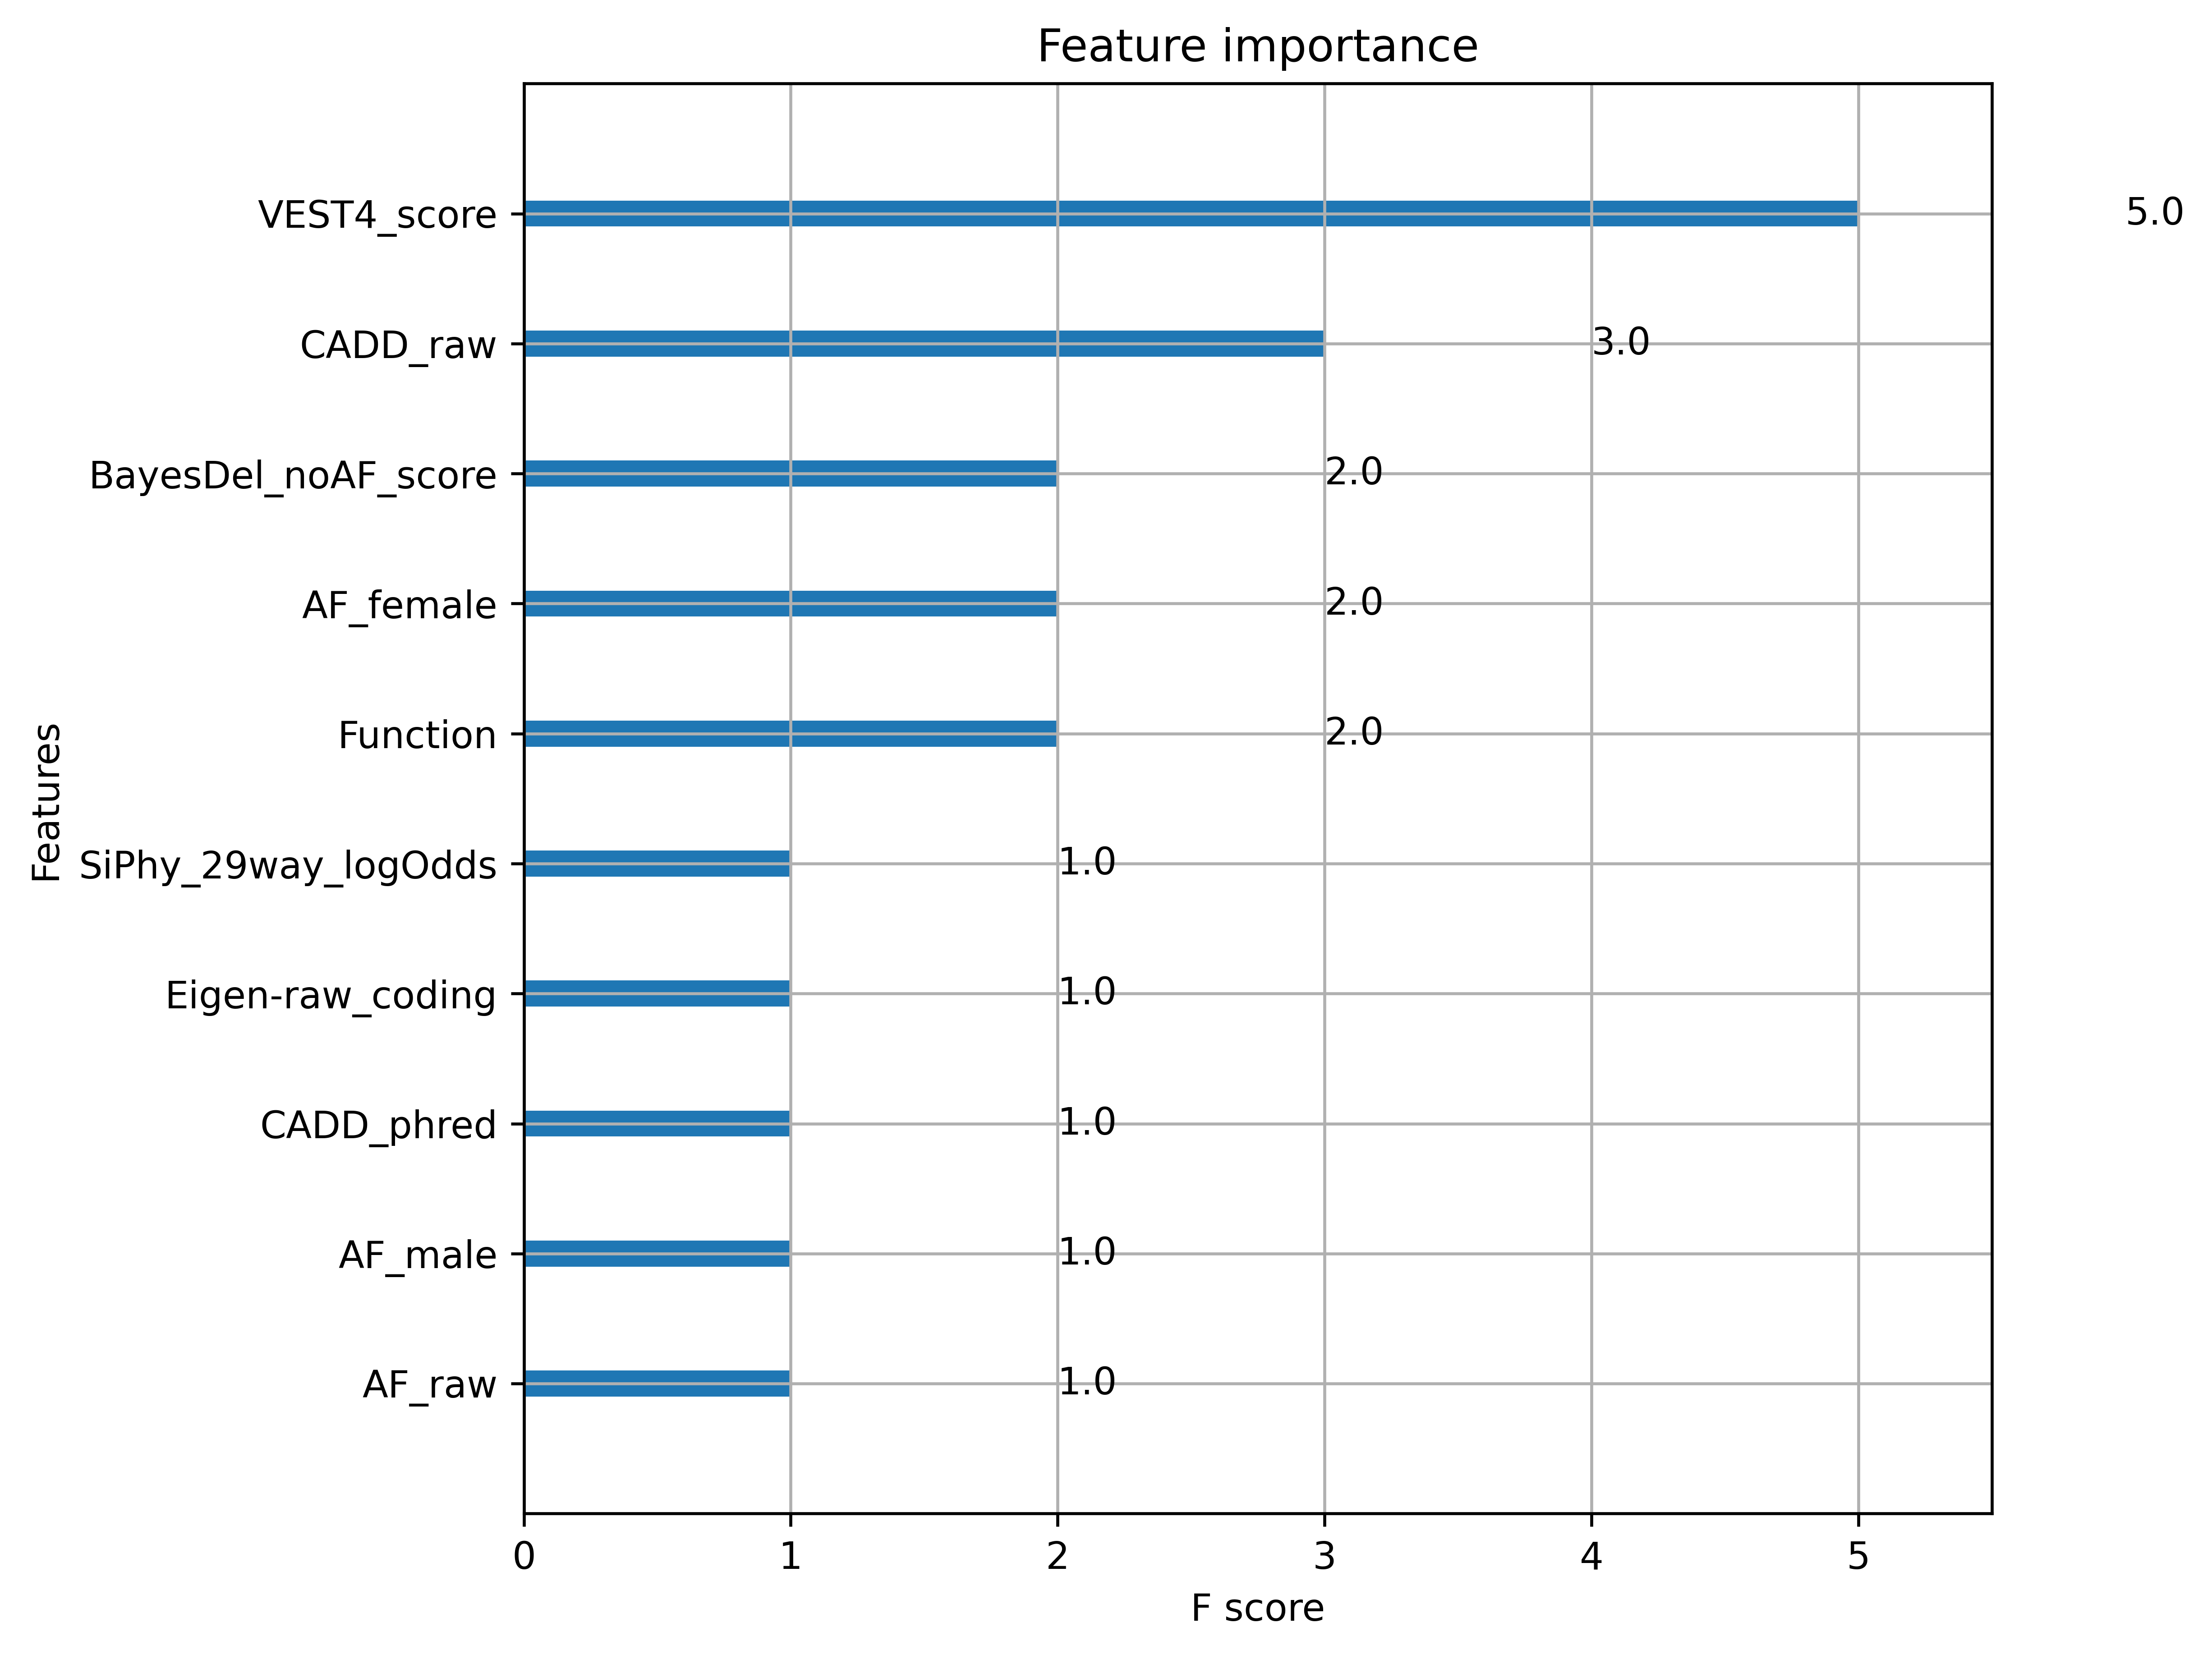 Feature importance
VEST4_score 5.0
CADD_raw 3.0
BayesDel_noAF_score 2.0
AF_female 2.0
Function 2.0
Features
SiPhy_29way_logOdds 1.0
Eigen-raw_coding 1.0
CADD_phred 1.0
AF_male 1.0
AF_raw 1.0
0 1 2 3 4 5
F score